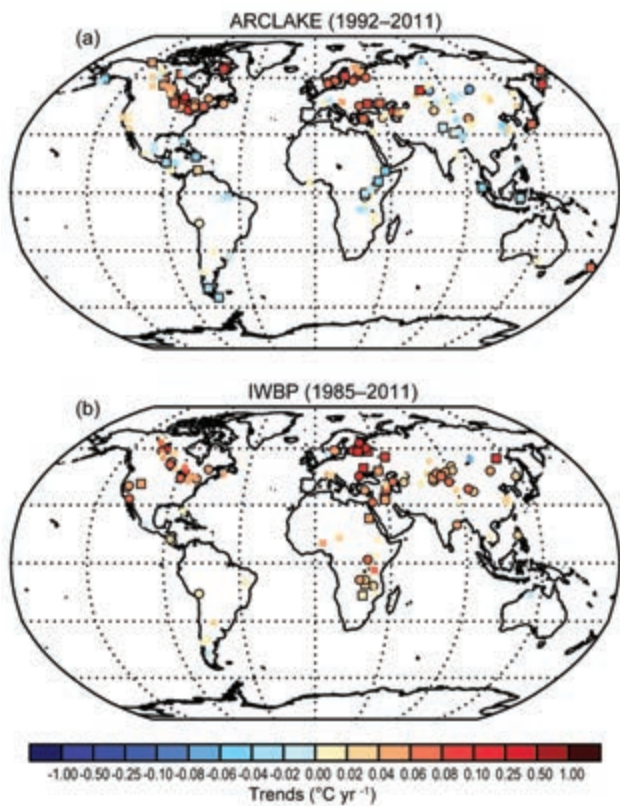 ARCLAKE (1992–2011)
(a)
IWBP (1985–2011)
(b)
-1.00 -0.50 -0.25 -0.10 -0.08 -0.06 -0.04 -0.02 0.00 0.02 0.04 0.06 0.08 0.10 0.25 0.50 1.00
Trends (°C yr⁻¹)